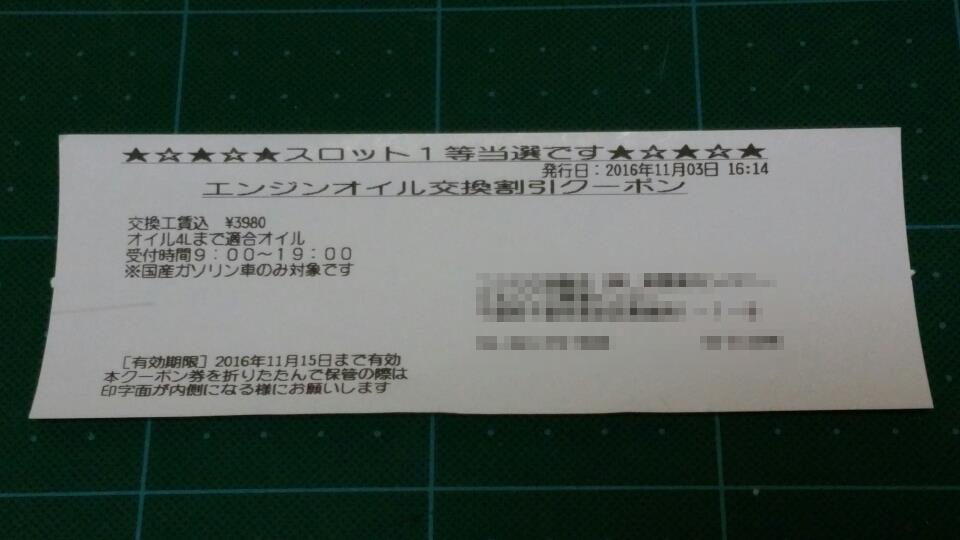 ★☆★☆★スロット1等当選です★☆★☆★
発行日：2016年11月03日 16:14
エンジンオイル交換割引クーポン
交換工賃込 ¥3980
オイル4Lまで適合オイル
受付時間９：００～１９：００
※国産ガソリン車のみ対象です
［有効期限］2016年11月15日まで有効
本クーポン券を折りたたんで保管の際は
印字面が内側になる様にお願いします